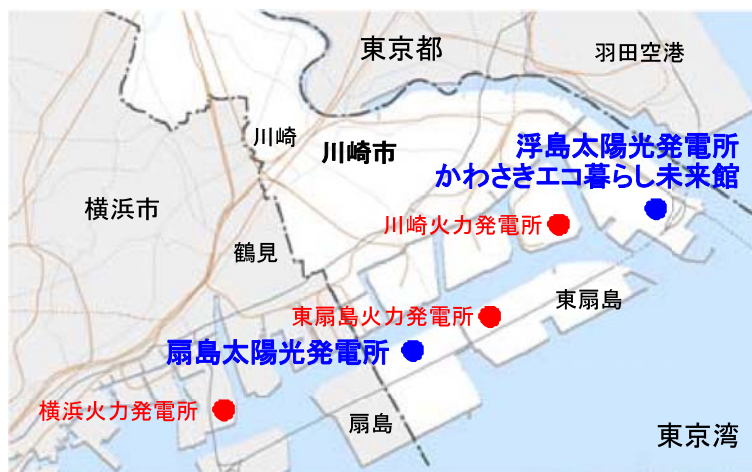 東京都
羽田空港
川崎
川崎市
浮島太陽光発電所
かわさきエコ暮らし未来館
横浜市
川崎火力発電所
鶴見
東扇島
東扇島火力発電所
扇島太陽光発電所
横浜火力発電所
扇島
東京湾